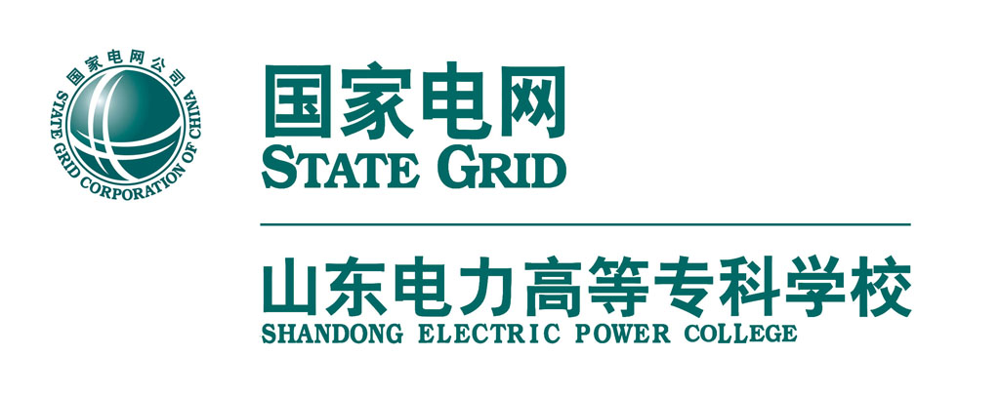 国家电网公司
STATE GRID CORPORATION OF CHINA
国家电网
STATE GRID
山东电力高等专科学校
SHANDONG ELECTRIC POWER COLLEGE